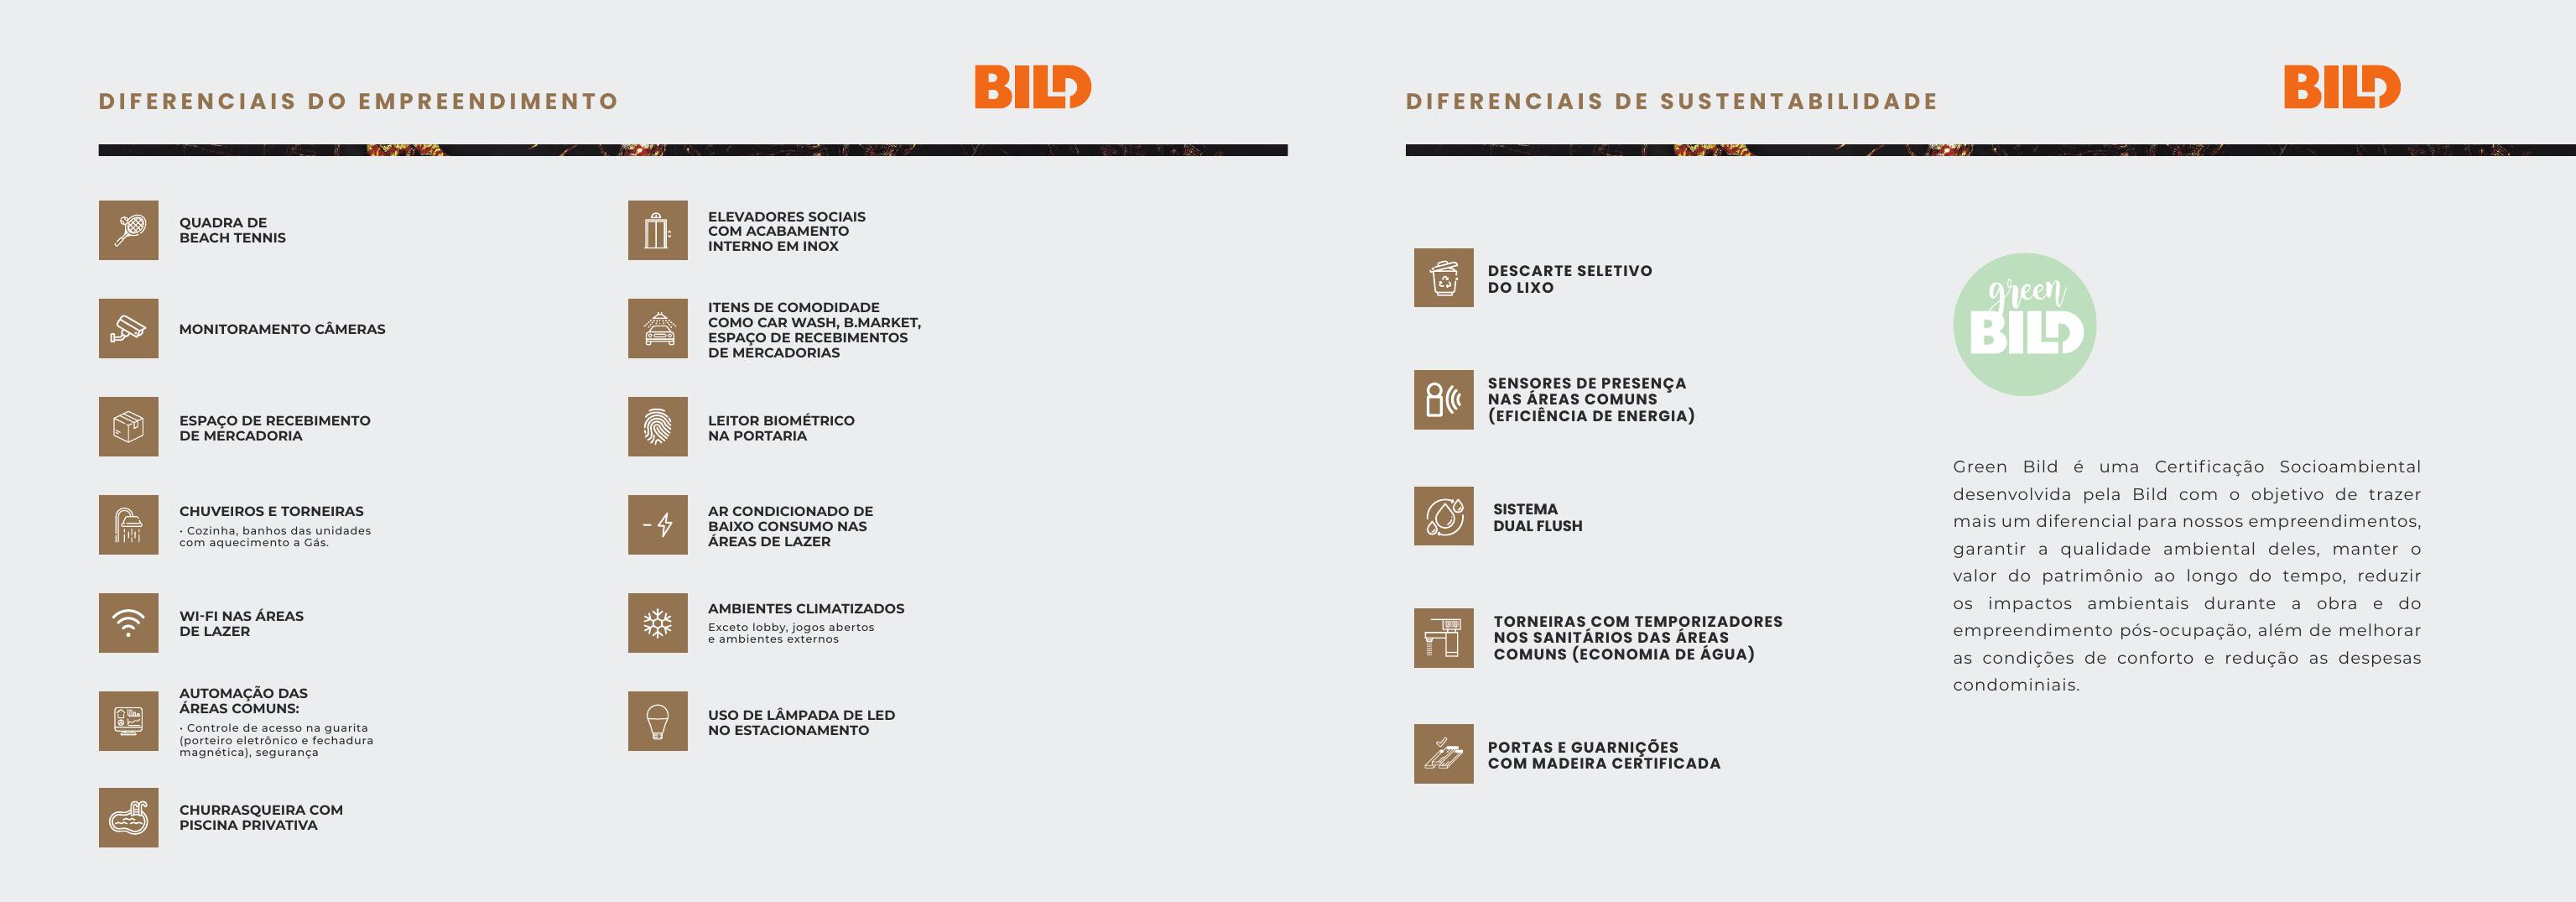 DIFERENCIAIS DO EMPREENDIMENTO
BILD
QUADRA DE
BEACH TENNIS
MONITORAMENTO CÂMERAS
ESPAÇO DE RECEBIMENTO
DE MERCADORIA
CHUVEIROS E TORNEIRAS
• Cozinha, banhos das unidades
com aquecimento a Gás.
WI-FI NAS ÁREAS
DE LAZER
AUTOMAÇÃO DAS
ÁREAS COMUNS:
• Controle de acesso na guarita
(porteiro eletrônico e fechadura
magnética), segurança
CHURRASQUEIRA COM
PISCINA PRIVATIVA
ELEVADORES SOCIAIS
COM ACABAMENTO
INTERNO EM INOX
ITENS DE COMODIDADE
COMO CAR WASH, B.MARKET,
ESPAÇO DE RECEBIMENTOS
DE MERCADORIAS
LEITOR BIOMÉTRICO
NA PORTARIA
AR CONDICIONADO DE
BAIXO CONSUMO NAS
ÁREAS DE LAZER
AMBIENTES CLIMATIZADOS
Exceto lobby, jogos abertos
e ambientes externos
USO DE LÂMPADA DE LED
NO ESTACIONAMENTO
DIFERENCIAIS DE SUSTENTABILIDADE
BILD
DESCARTE SELETIVO
DO LIXO
SENSORES DE PRESENÇA
NAS ÁREAS COMUNS
(EFICIÊNCIA DE ENERGIA)
SISTEMA
DUAL FLUSH
TORNEIRAS COM TEMPORIZADORES
NOS SANITÁRIOS DAS ÁREAS
COMUNS (ECONOMIA DE ÁGUA)
PORTAS E GUARNIÇÕES
COM MADEIRA CERTIFICADA
green
BILD
Green Bild é uma Certificação Socioambiental
desenvolvida pela Bild com o objetivo de trazer
mais um diferencial para nossos empreendimentos,
garantir a qualidade ambiental deles, manter o
valor do patrimônio ao longo do tempo, reduzir
os impactos ambientais durante a obra e do
empreendimento pós-ocupação, além de melhorar
as condições de conforto e redução as despesas
condominiais.